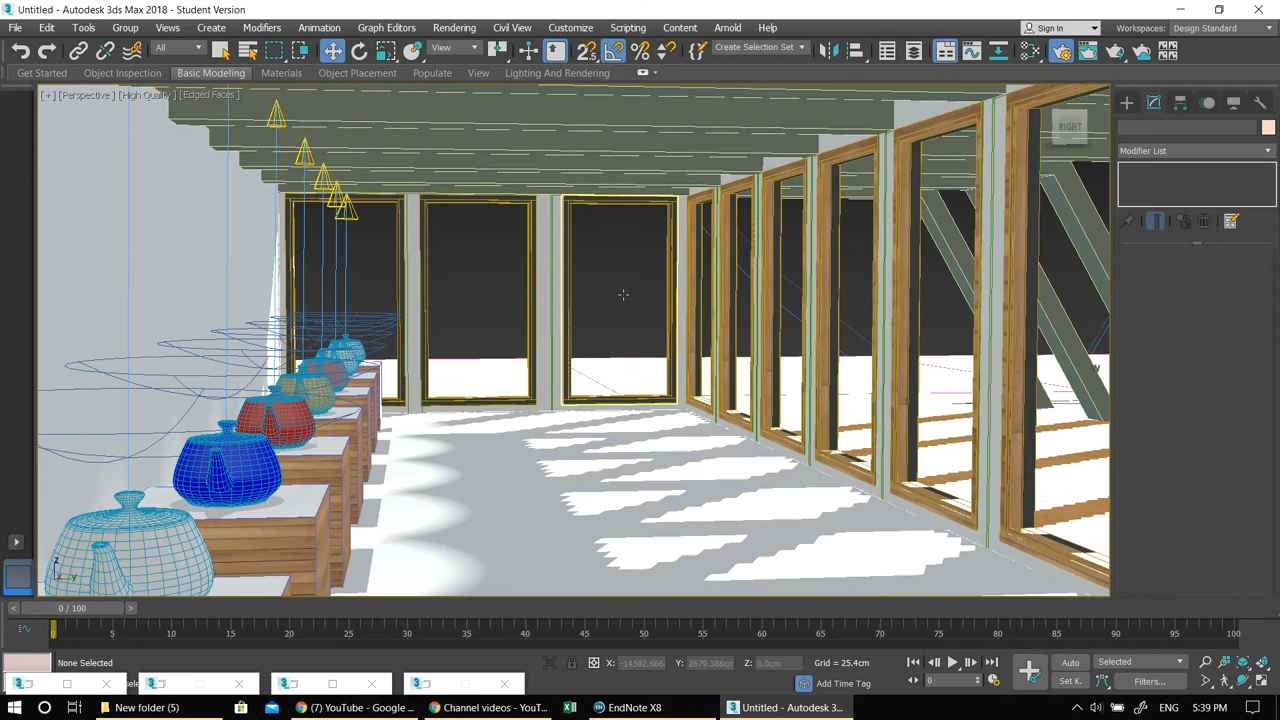 Untitled - Autodesk 3ds Max 2018 - Student Version
File Edit Tools Group Views Create Modifiers Animation Graph Editors Rendering Civil View Customize Scripting Content Arnold Help Sign In Workspaces: Design Standard
All View Create Selection Set
Get Started Object Inspection Basic Modeling Materials Object Placement Populate View Lighting And Rendering
[+] [Perspective] [High Quality] [Edged Faces]
RIGHT
Modifier List
0 / 100
0 5 10 15 20 25 30 35 40 45 50 55 60 65 70 75 80 85 90 95 100
None Selected X: -14592.666 Y: 2679.386cm Z: 0.0cm Grid = 25.4cm Auto Selected
Add Time Tag 0 Set K. Filters...
New folder (5) (7) YouTube - Google ... Channel videos - YouT... EndNote X8 Untitled - Autodesk 3... ENG 5:39 PM